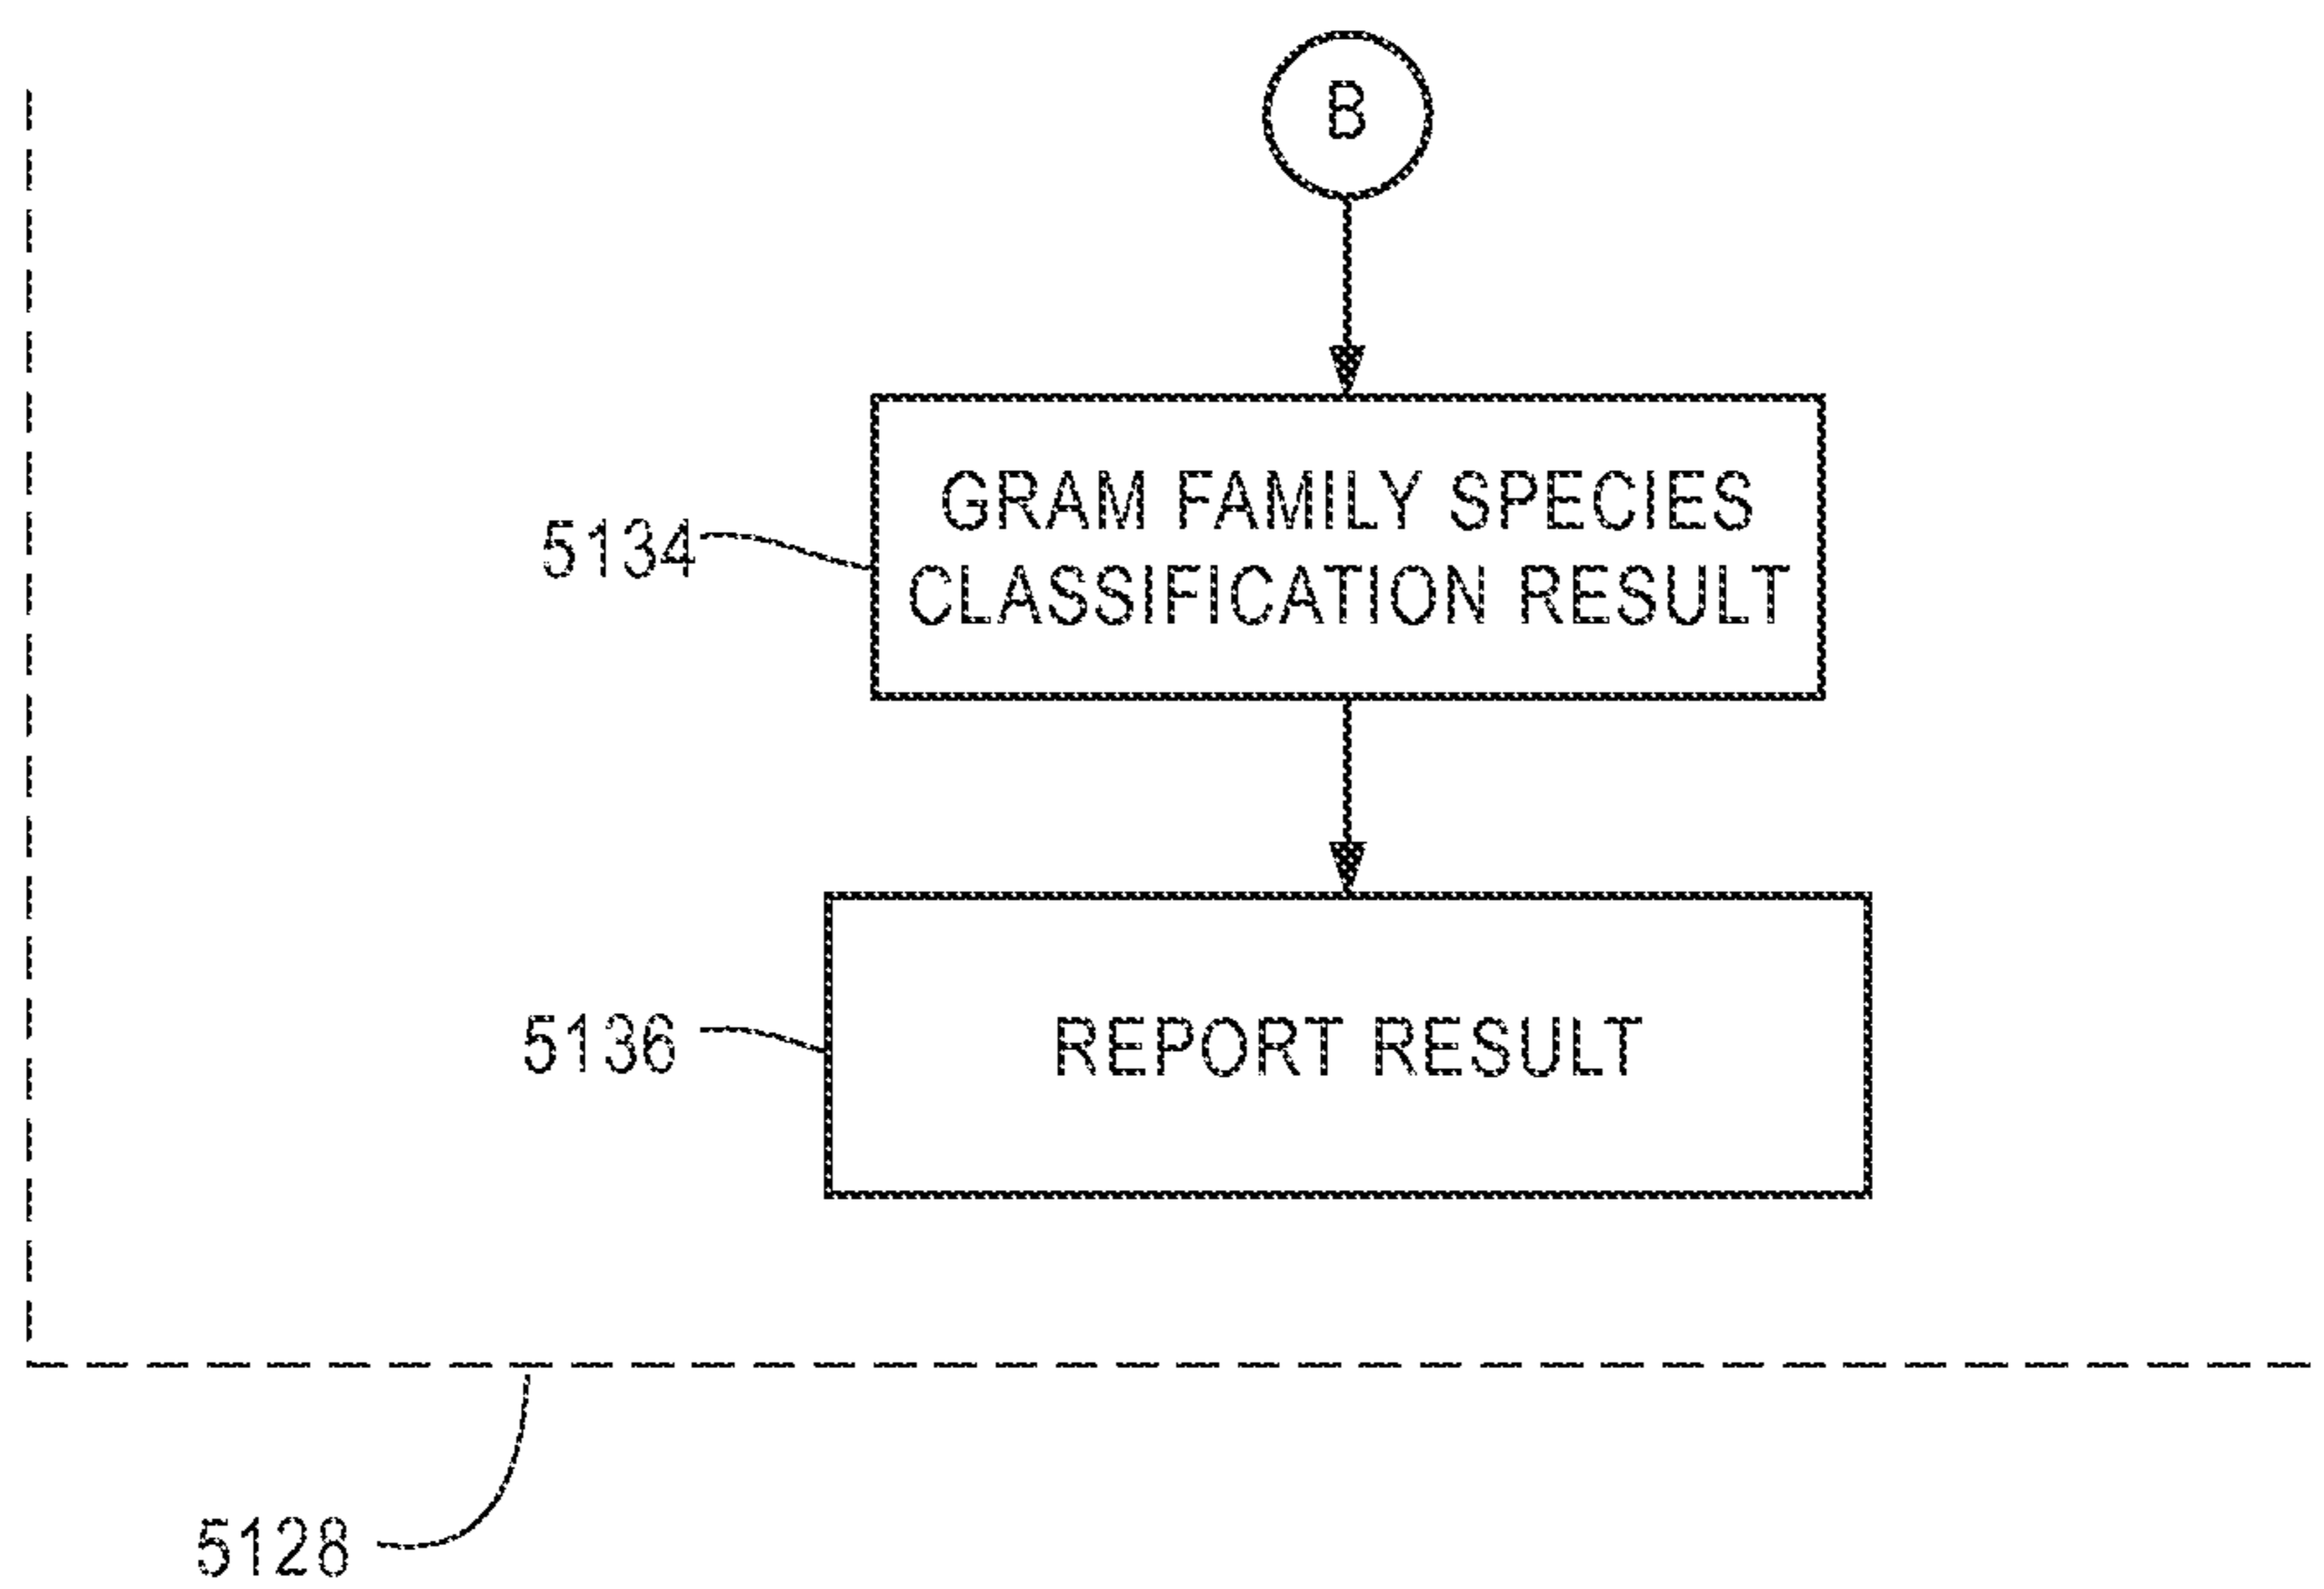 B
GRAM FAMILY SPECIES
CLASSIFICATION RESULT
5134
REPORT RESULT
5136
5128